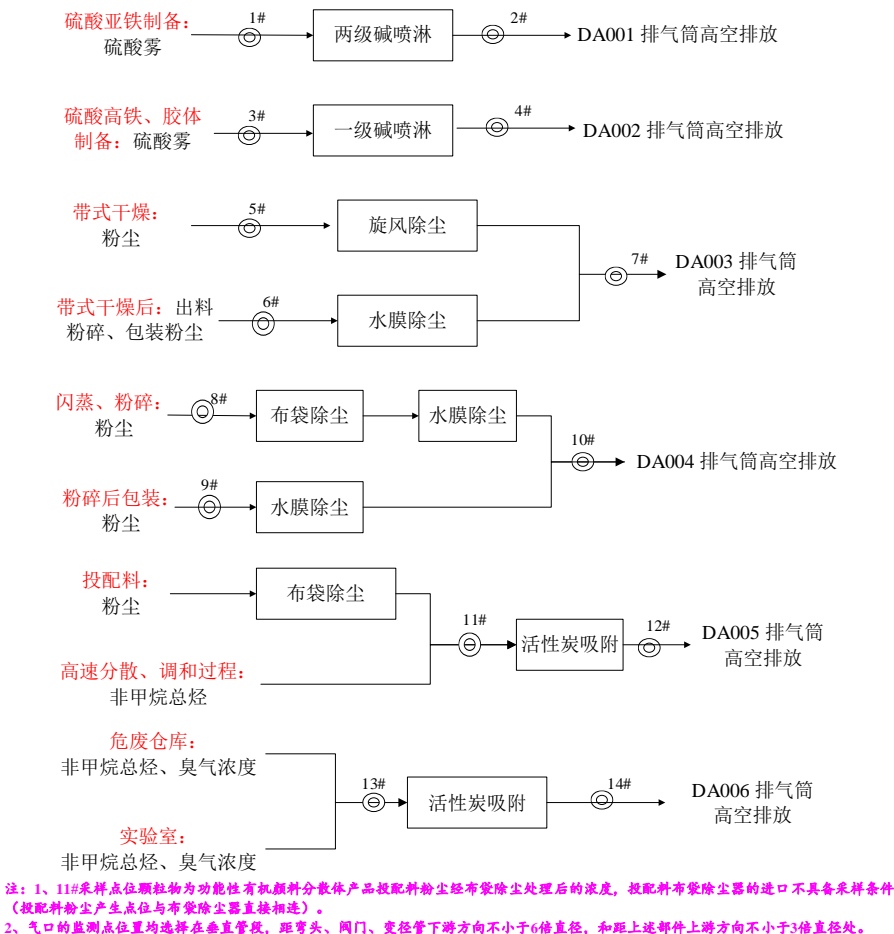 硫酸亚铁制备：
硫酸雾
1#
两级碱喷淋
2#
DA001 排气筒高空排放
硫酸高铁、胶体
制备：硫酸雾
3#
一级碱喷淋
4#
DA002 排气筒高空排放
带式干燥：
粉尘
5#
旋风除尘
7#
DA003 排气筒
高空排放
带式干燥后：出料
粉碎、包装粉尘
6#
水膜除尘
闪蒸、粉碎：
粉尘
8#
布袋除尘
水膜除尘
10#
DA004 排气筒高空排放
粉碎后包装：
粉尘
9#
水膜除尘
投配料：
粉尘
布袋除尘
11#
活性炭吸附
12#
DA005 排气筒
高空排放
高速分散、调和过程：
非甲烷总烃
危废仓库：
非甲烷总烃、臭气浓度
13#
活性炭吸附
14#
DA006 排气筒
高空排放
实验室：
非甲烷总烃、臭气浓度
注：1、11#采样点位颗粒物为功能性有机颜料分散体产品投配料粉尘经布袋除尘处理后的浓度，投配料布袋除尘器的进口不具备采样条件
（投配料粉尘产生点位与布袋除尘器直接相连）。
2、气口的监测点位置均选择在垂直管段，距弯头、阀门、变径管下游方向不小于6倍直径，和距上述部件上游方向不小于3倍直径处。